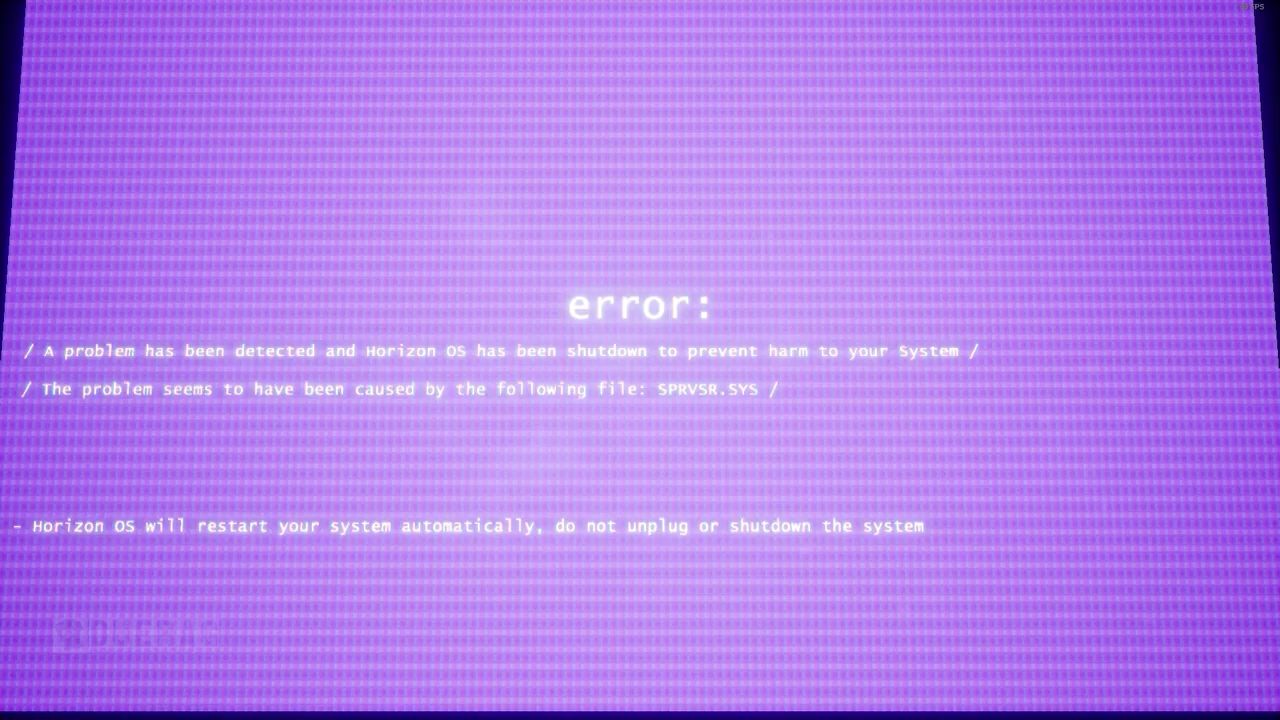 error:
/ A problem has been detected and Horizon OS has been shutdown to prevent harm to your System /
/ The problem seems to have been caused by the following file: SPRVSR.SYS /
- Horizon OS will restart your system automatically, do not unplug or shutdown the system